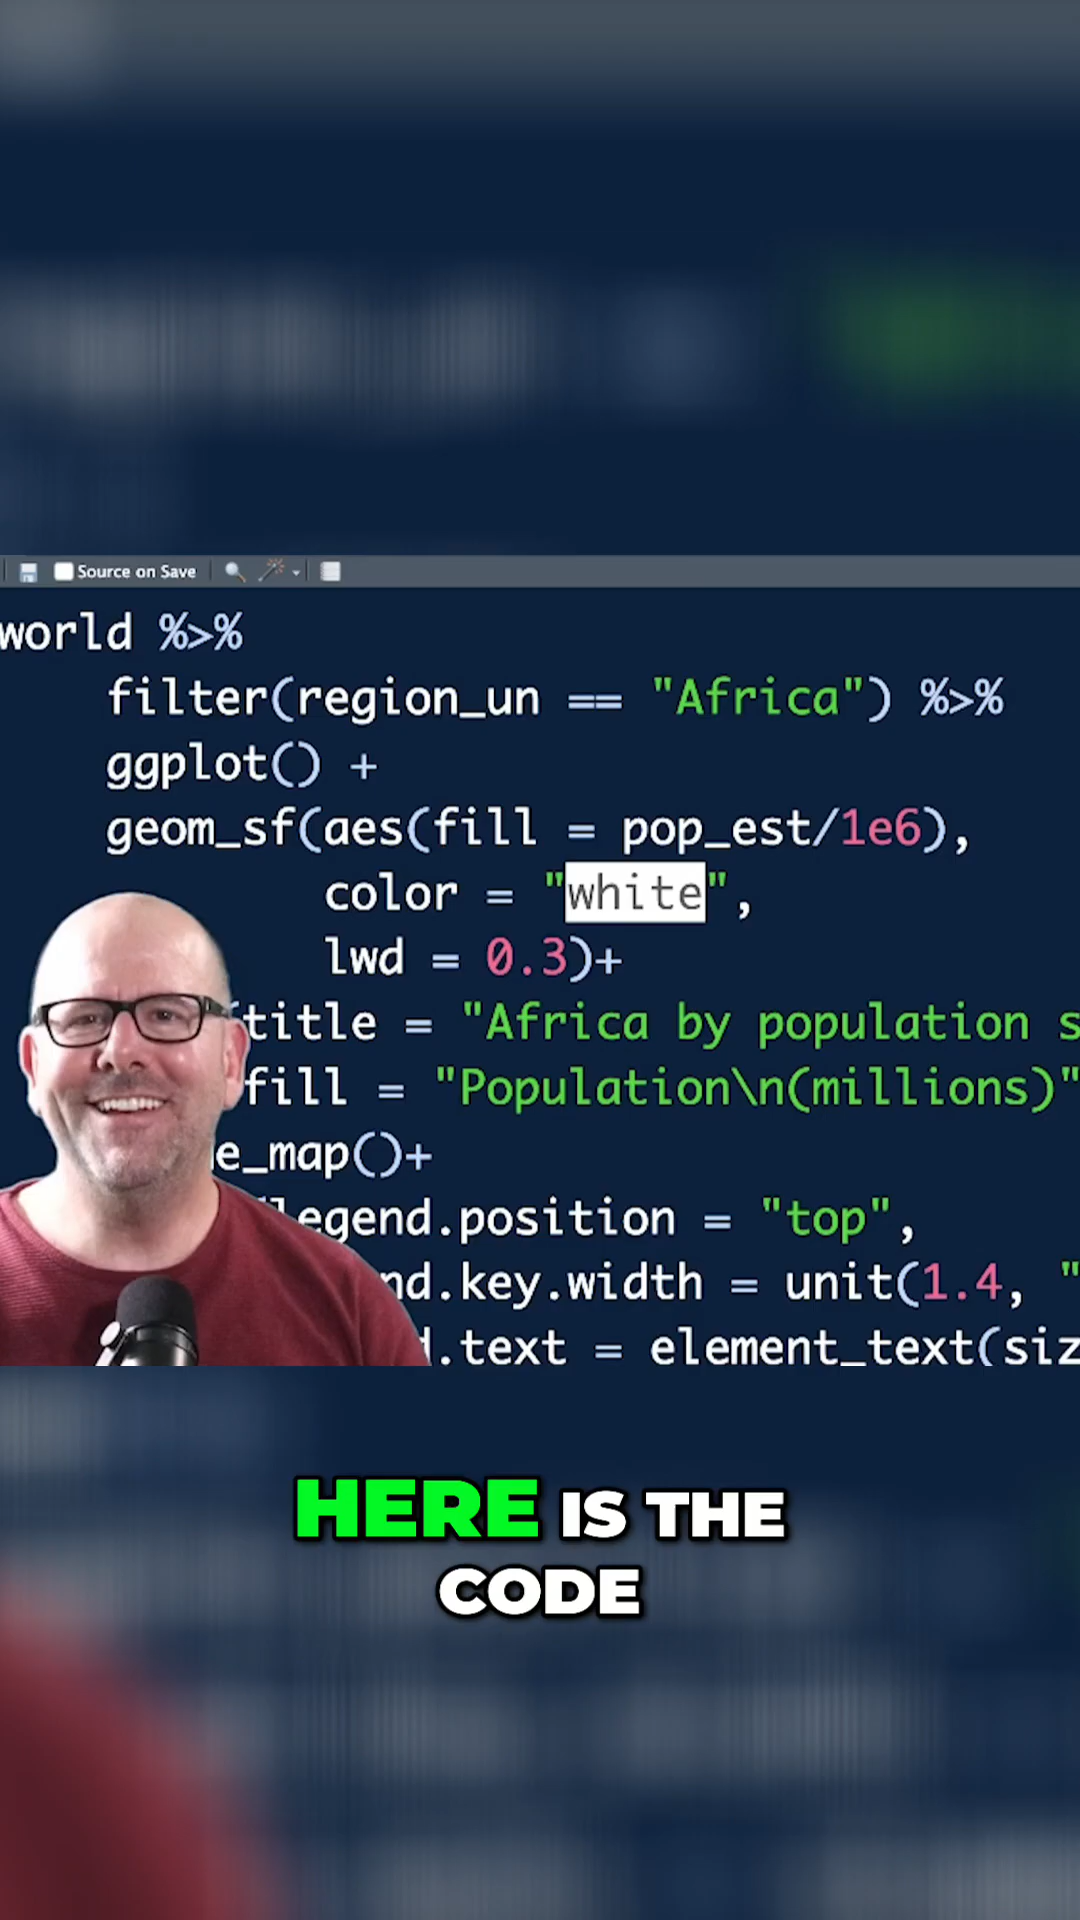 Source on Save
world %>%
filter(region_un == "Africa") %>%
ggplot() +
geom_sf(aes(fill = pop_est/1e6),
color = "white",
lwd = 0.3)+
title = "Africa by population s
fill = "Population\n(millions)"
e_map()+
legend.position = "top",
nd.key.width = unit(1.4, "
.text = element_text(siz
HERE IS THE
CODE